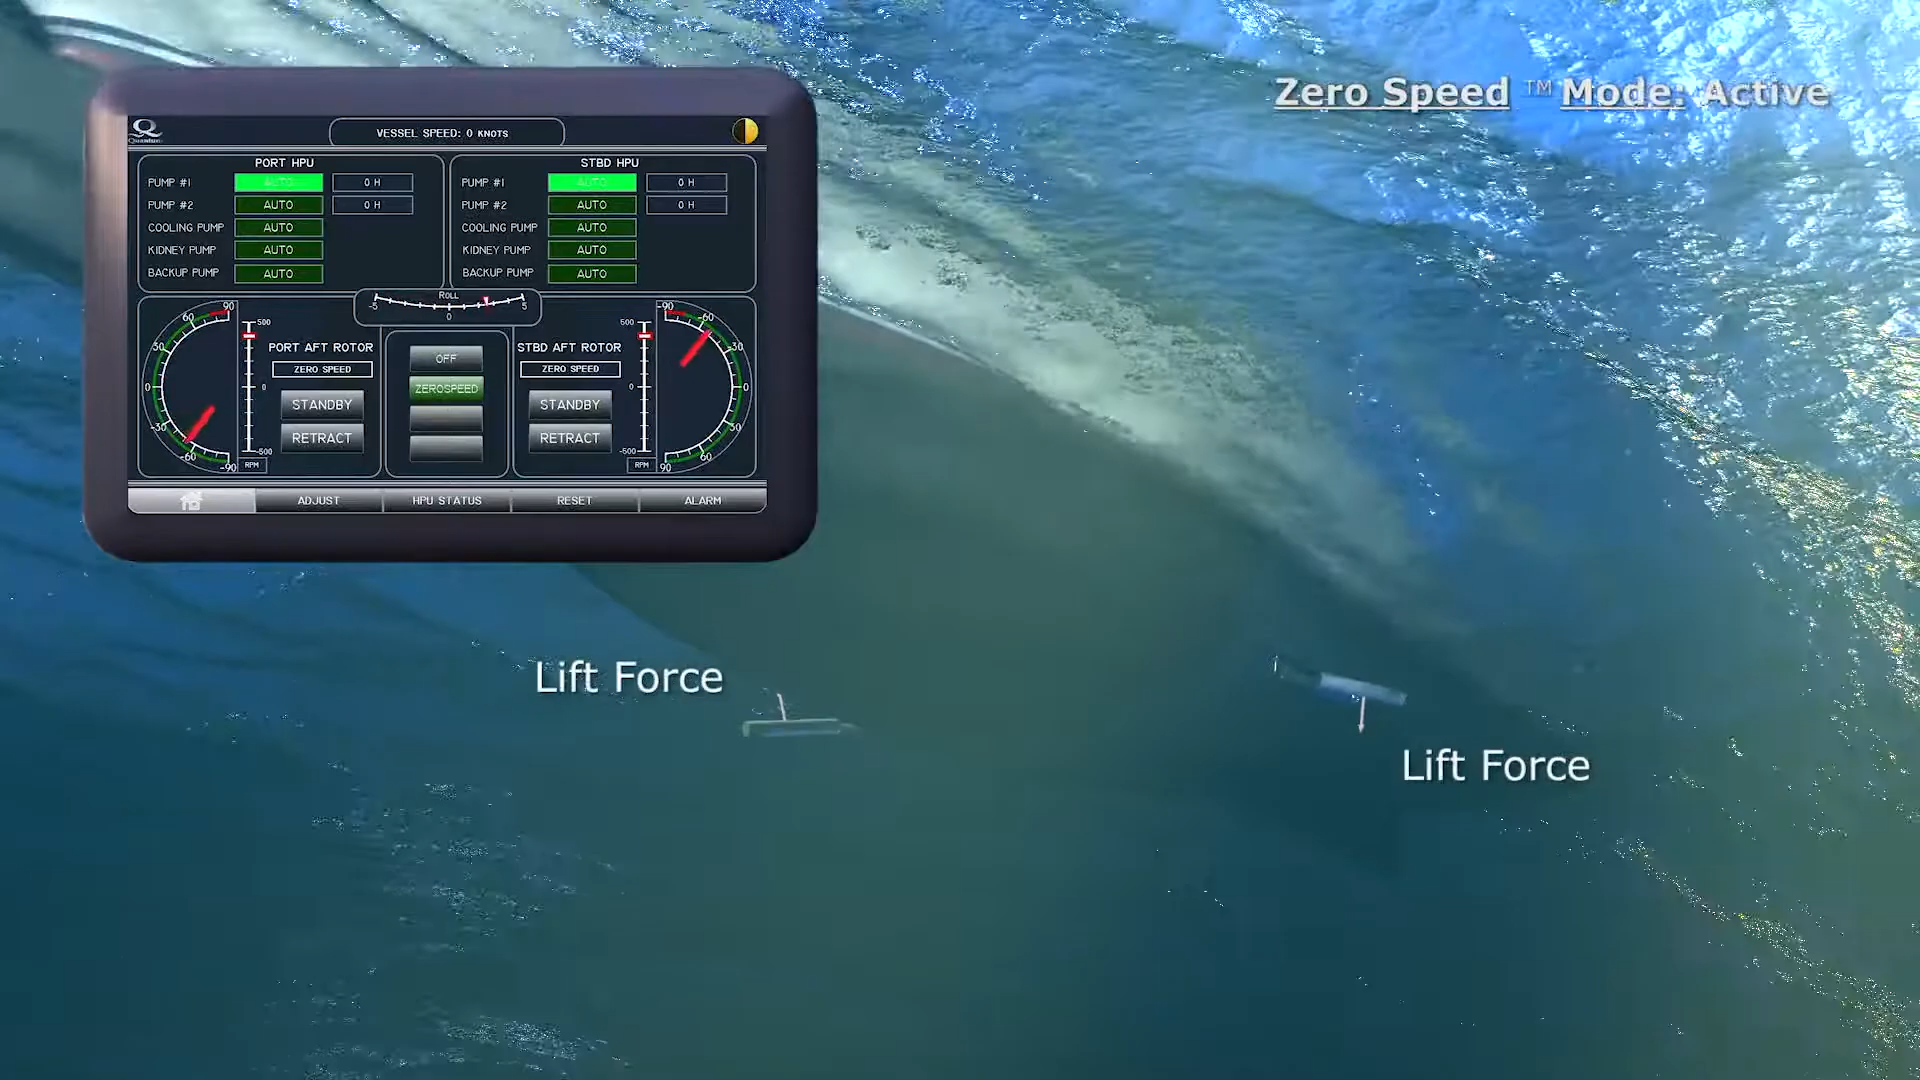 Zero Speed ™ Mode: Active
Quantum
VESSEL SPEED: 0 KNOTS
PORT HPU
PUMP #1 AUTO 0 H
PUMP #2 AUTO 0 H
COOLING PUMP AUTO
KIDNEY PUMP AUTO
BACKUP PUMP AUTO
STBD HPU
PUMP #1 AUTO 0 H
PUMP #2 AUTO 0 H
COOLING PUMP AUTO
KIDNEY PUMP AUTO
BACKUP PUMP AUTO
ROLL
-5 0 5
90
60
30
0
-30
-60
-90
500
0
-500
RPM
PORT AFT ROTOR
ZERO SPEED
STANDBY
RETRACT
OFF
ZEROSPEED
STBD AFT ROTOR
ZERO SPEED
STANDBY
RETRACT
500
0
-500
RPM
-90
-60
-30
0
30
60
90
ADJUST HPU STATUS RESET ALARM
Lift Force
Lift Force